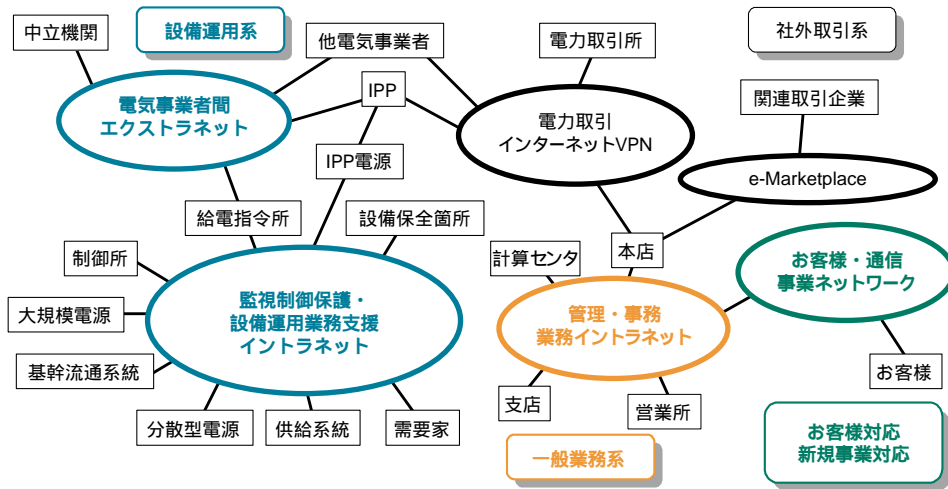 中立機関
設備運用系
他電気事業者
電力取引所
社外取引系
IPP
電気事業者間
エクストラネット
電力取引
インターネットVPN
関連取引企業
IPP電源
e-Marketplace
給電指令所
設備保全箇所
制御所
計算センタ
本店
お客様・通信
事業ネットワーク
監視制御保護・
設備運用業務支援
イントラネット
大規模電源
管理・事務
業務イントラネット
基幹流通系統
お客様
支店
営業所
分散型電源
供給系統
需要家
一般業務系
お客様対応
新規事業対応